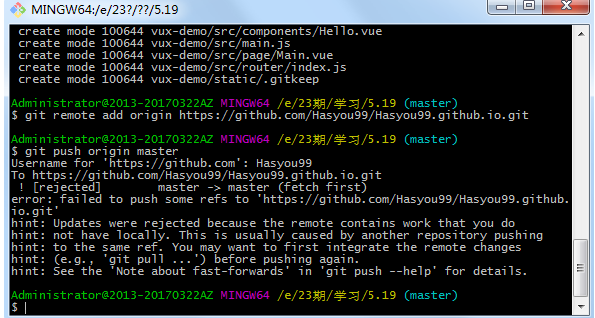 MINGW64:/e/23?/??/5.19
create mode 100644 vux-demo/src/components/Hello.vue
create mode 100644 vux-demo/src/main.js
create mode 100644 vux-demo/src/page/Main.vue
create mode 100644 vux-demo/src/router/index.js
create mode 100644 vux-demo/static/.gitkeep
Administrator@2013-20170322AZ MINGW64 /e/23期/学习/5.19 (master)
$ git remote add origin https://github.com/Hasyou99/Hasyou99.github.io.git
Administrator@2013-20170322AZ MINGW64 /e/23期/学习/5.19 (master)
$ git push origin master
Username for 'https://github.com': Hasyou99
To https://github.com/Hasyou99/Hasyou99.github.io.git
! [rejected]        master -> master (fetch first)
error: failed to push some refs to 'https://github.com/Hasyou99/Hasyou99.github.
io.git'
hint: Updates were rejected because the remote contains work that you do
hint: not have locally. This is usually caused by another repository pushing
hint: to the same ref. You may want to first integrate the remote changes
hint: (e.g., 'git pull ...') before pushing again.
hint: See the 'Note about fast-forwards' in 'git push --help' for details.
Administrator@2013-20170322AZ MINGW64 /e/23期/学习/5.19 (master)
$